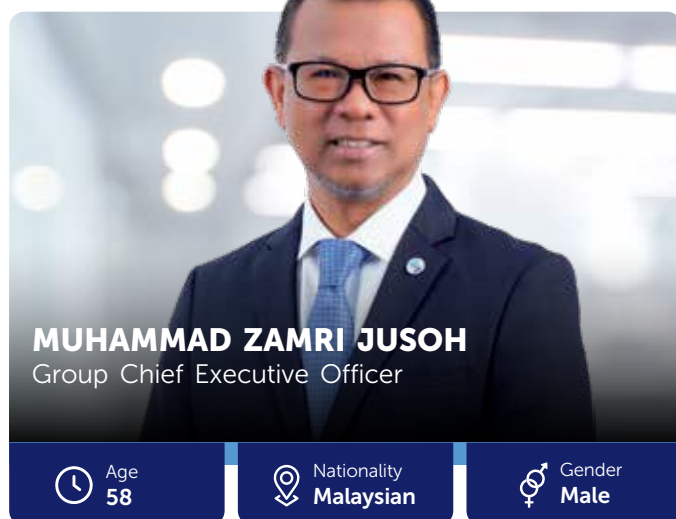 MUHAMMAD ZAMRI JUSOH
Group Chief Executive Officer
Age
58
Nationality
Malaysian
Gender
Male